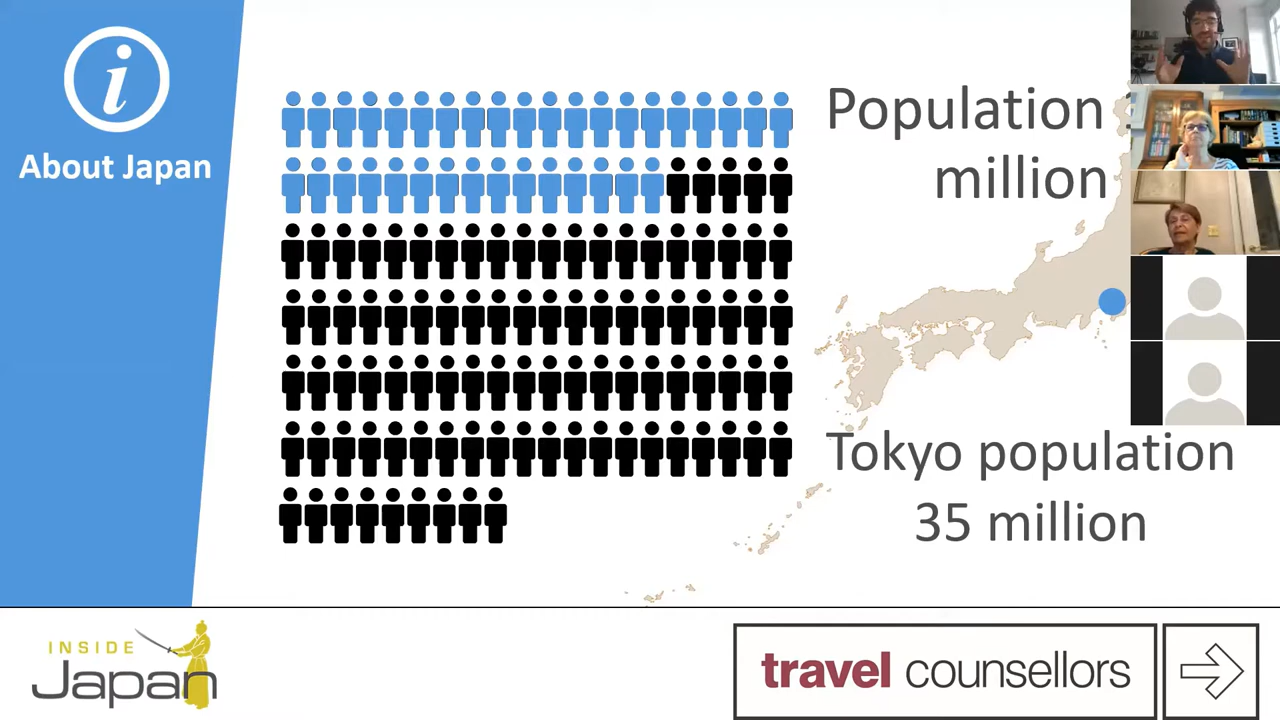 i
About Japan
Population
million
Tokyo population
35 million
INSIDE
Japan
travel counsellors